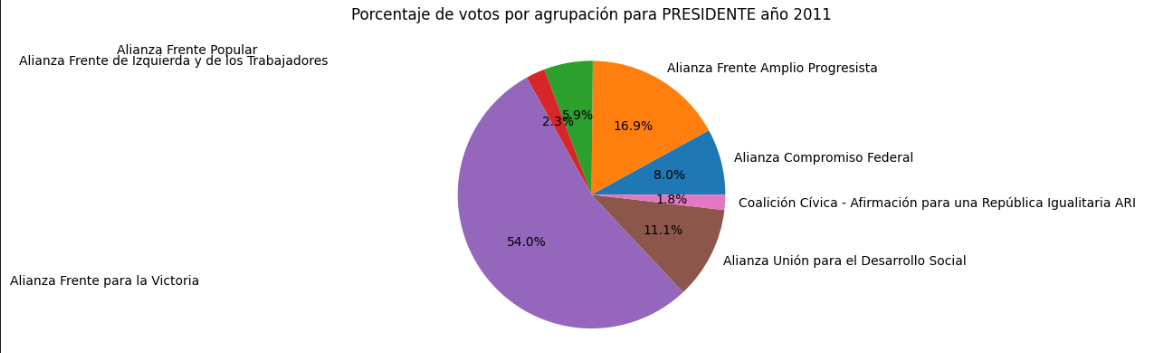 Porcentaje de votos por agrupación para PRESIDENTE año 2011
Alianza Frente Popular
Alianza Frente de Izquierda y de los Trabajadores
Alianza Frente Amplio Progresista
5.9%
2.3%
16.9%
Alianza Compromiso Federal
8.0%
1.8%
Coalición Cívica - Afirmación para una República Igualitaria ARI
11.1%
54.0%
Alianza Unión para el Desarrollo Social
Alianza Frente para la Victoria